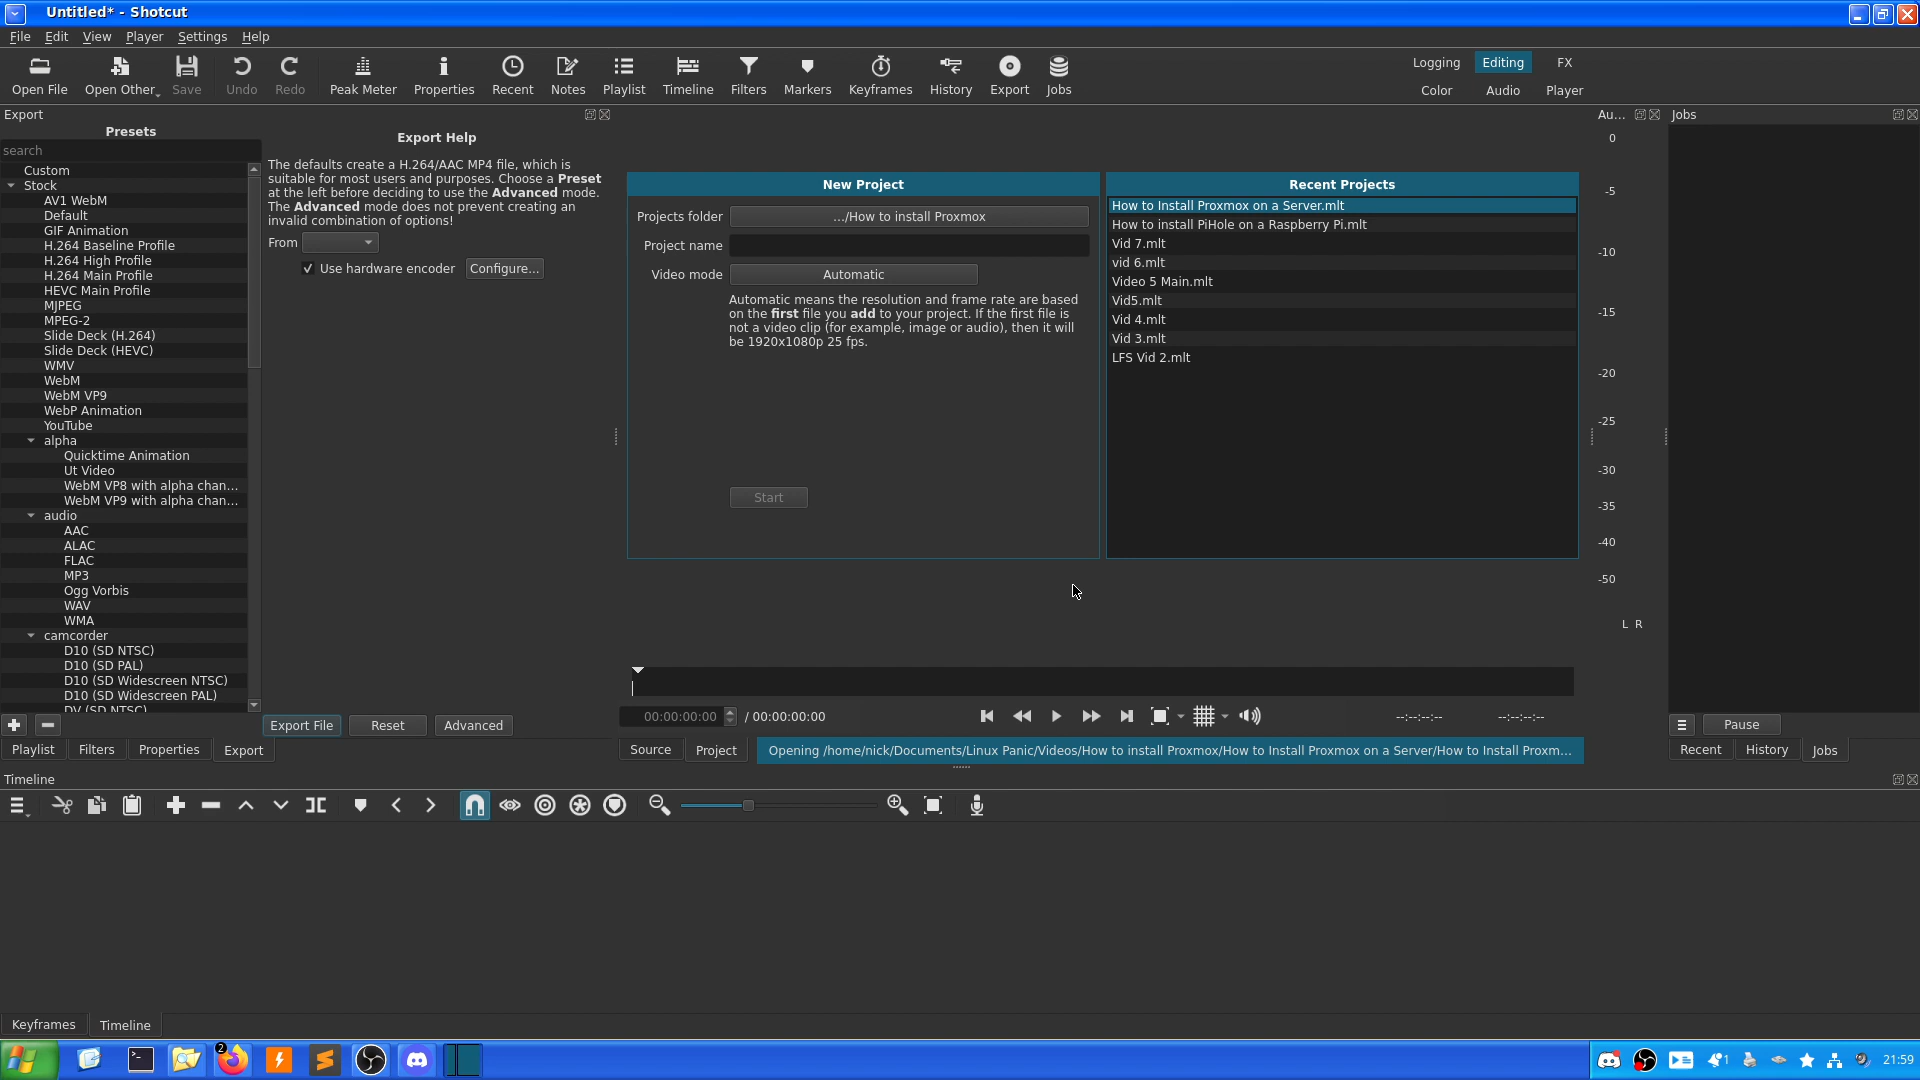 Untitled* - Shotcut
File Edit View Player Settings Help
Open File Open Other... Save Undo Redo Peak Meter Properties Recent Notes Playlist Timeline Filters Markers Keyframes History Export Jobs
Logging Editing FX
Color Audio Player
Export
Presets
search
Custom
Stock
AV1 WebM
Default
GIF Animation
H.264 Baseline Profile
H.264 High Profile
H.264 Main Profile
HEVC Main Profile
MJPEG
MPEG-2
Slide Deck (H.264)
Slide Deck (HEVC)
WMV
WebM
WebM VP9
WebP Animation
YouTube
alpha
Quicktime Animation
Ut Video
WebM VP8 with alpha chan...
WebM VP9 with alpha chan...
audio
AAC
ALAC
FLAC
MP3
Ogg Vorbis
WAV
WMA
camcorder
D10 (SD NTSC)
D10 (SD PAL)
D10 (SD Widescreen NTSC)
D10 (SD Widescreen PAL)
DV (SD NTSC)
Export Help
The defaults create a H.264/AAC MP4 file, which is
suitable for most users and purposes. Choose a Preset
at the left before deciding to use the Advanced mode.
The Advanced mode does not prevent creating an
invalid combination of options!
From
Use hardware encoder Configure...
Export File Reset Advanced
Playlist Filters Properties Export
New Project
Projects folder .../How to install Proxmox
Project name
Video mode Automatic
Automatic means the resolution and frame rate are based
on the first file you add to your project. If the first file is
not a video clip (for example, image or audio), then it will
be 1920x1080p 25 fps.
Start
Recent Projects
How to Install Proxmox on a Server.mlt
How to install PiHole on a Raspberry Pi.mlt
Vid 7.mlt
vid 6.mlt
Video 5 Main.mlt
Vid5.mlt
Vid 4.mlt
Vid 3.mlt
LFS Vid 2.mlt
00:00:00:00 / 00:00:00:00
--:--:--:-- --:--:--:--
Source Project Opening /home/nick/Documents/Linux Panic/Videos/How to install Proxmox/How to Install Proxmox on a Server/How to Install Proxm...
Au...
0
-5
-10
-15
-20
-25
-30
-35
-40
-50
L R
Jobs
Pause
Recent History Jobs
Timeline
Keyframes Timeline
2
1
21:59